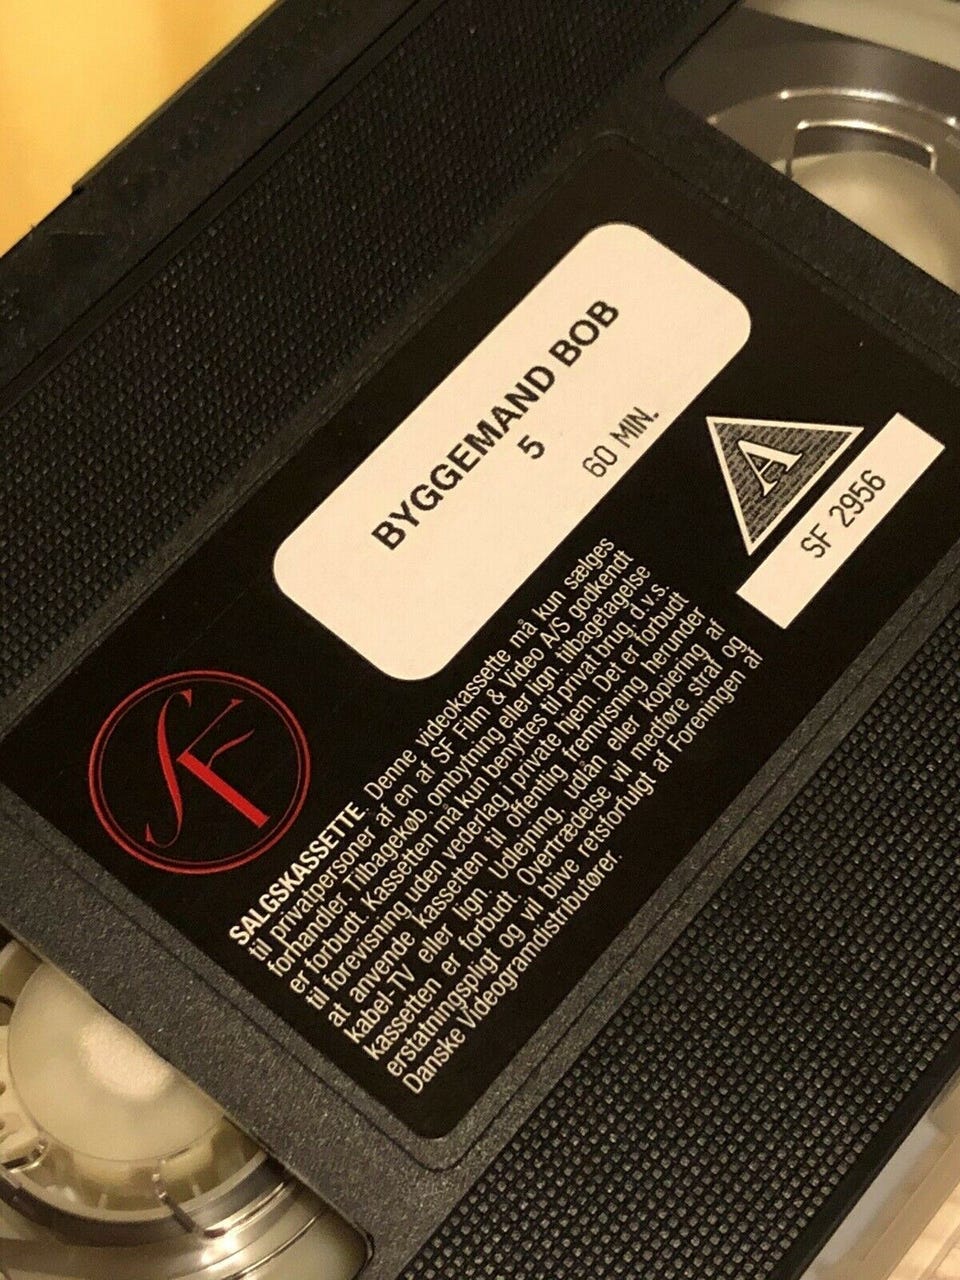 BYGGEMAND BOB
5
60 MIN.
A
SF 2956
SF
SALGSKASSETTE. Denne videokassette må kun sælges
til privatpersoner af en af SF Film & Video A/S godkendt
forhandler. Tilbagekøb, ombytning eller lign. tilbagetagelse
er forbudt. Kassetten må kun benyttes til privat brug, d.v.s.
til forevisning uden vederlag i private hjem. Det er forbudt
at anvende kassetten til offentlig fremvisning herunder
kabel-TV eller lign. Udlejning, udlån eller kopiering af
kassetten er forbudt. Overtrædelse vil medføre straf og
erstatningspligt og vil blive retsforfulgt af Foreningen af
Danske Videogramdistributører.